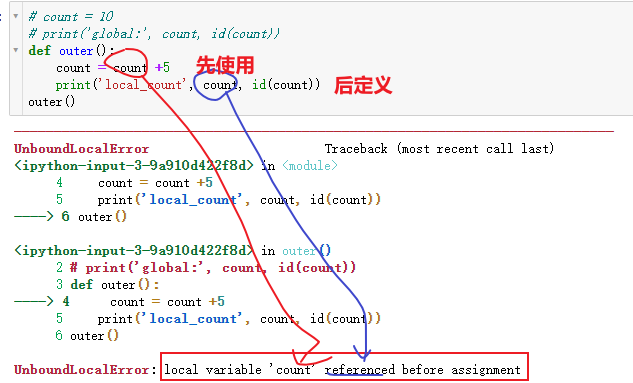 # count = 10
# print('global:', count, id(count))
def outer():
count = count +5
先使用
print('local_count', count, id(count))
后定义
outer()
UnboundLocalError Traceback (most recent call last)
<ipython-input-3-9a910d422f8d> in <module>
4 count = count +5
5 print('local_count', count, id(count))
----> 6 outer()
<ipython-input-3-9a910d422f8d> in outer()
2 # print('global:', count, id(count))
3 def outer():
----> 4 count = count +5
5 print('local_count', count, id(count))
6 outer()
UnboundLocalError: local variable 'count' referenced before assignment